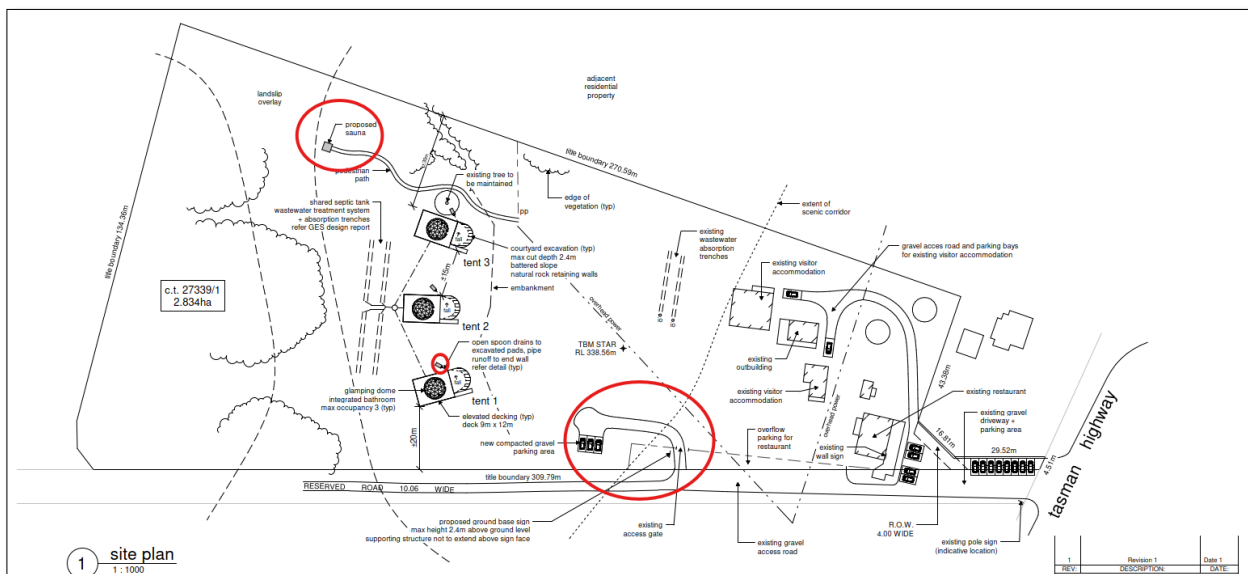 adjacent
residential
property
landslip
overlay
proposed
sauna
pedestrian
path
title boundary 270.59m
existing tree to
be maintained
edge of
vegetation (typ)
pp
extent of
scenic corridor
shared septic tank
wastewater treatment system
+ absorption trenches
refer GES design report
title boundary 134.36m
c.t. 27339/1
2.834ha
fall
tent 3
courtyard excavation (typ)
max cut depth 2.4m
battered slope
natural rock retaining walls
±15m
embankment
fall
tent 2
existing
wastewater
absorption
trenches
existing visitor
accommodation
gravel acces road and parking bays
for existing visitor accommodation
overhead power
TBM STAR
RL 338.56m
existing
outbuilding
existing visitor
accommodation
overhead power
43.38m
existing restaurant
existing gravel
driveway +
parking area
open spoon drains to
excavated pads, pipe
runoff to end wall
refer detail (typ)
fall
tent 1
glamping dome
integrated bathroom
max occupancy 3 (typ)
elevated decking (typ)
deck 9m x 12m
±20m
new compacted gravel
parking area
overflow
parking for
restaurant
existing
wall sign
16.81m
29.52m
4.51m
tasman highway
title boundary 309.79m
RESERVED ROAD 10.06 WIDE
proposed ground base sign
max height 2.4m above ground level
supporting structure not to extend above sign face
existing
access gate
existing gravel
access road
R.O.W.
4.00 WIDE
existing pole sign
(indicative location)
1 site plan
1 : 1000
1 Revision 1 Date 1
REV: DESCRIPTION: DATE: